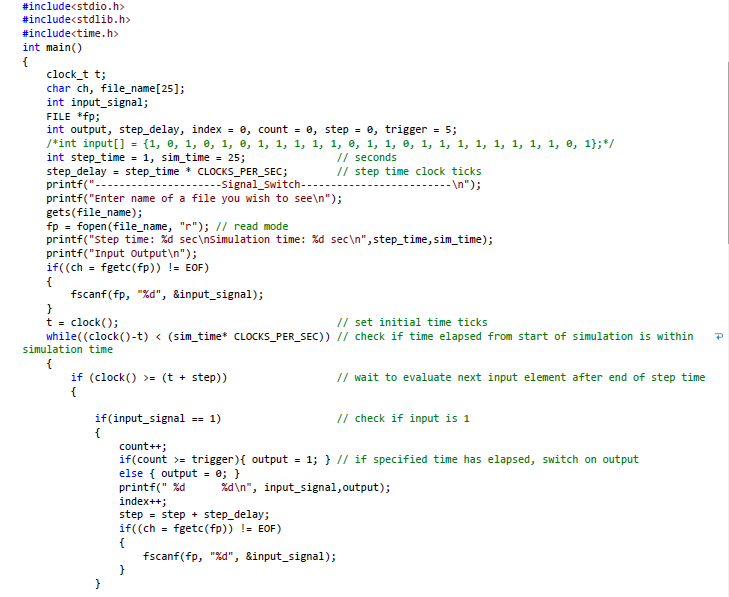 #include<stdio.h>
#include<stdlib.h>
#include<time.h>
int main()
{
    clock_t t;
    char ch, file_name[25];
    int input_signal;
    FILE *fp;
    int output, step_delay, index = 0, count = 0, step = 0, trigger = 5;
    /*int input[] = {1, 0, 1, 0, 1, 0, 1, 1, 1, 1, 1, 0, 1, 1, 0, 1, 1, 1, 1, 1, 1, 1, 1, 0, 1};*/
    int step_time = 1, sim_time = 25;               // seconds
    step_delay = step_time * CLOCKS_PER_SEC;        // step time clock ticks
    printf("---------------------Signal_Switch-------------------------\n");
    printf("Enter name of a file you wish to see\n");
    gets(file_name);
    fp = fopen(file_name, "r"); // read mode
    printf("Step time: %d sec\nSimulation time: %d sec\n",step_time,sim_time);
    printf("Input Output\n");
    if((ch = fgetc(fp)) != EOF)
    {
        fscanf(fp, "%d", &input_signal);
    }
    t = clock();                                    // set initial time ticks
    while((clock()-t) < (sim_time* CLOCKS_PER_SEC)) // check if time elapsed from start of simulation is within
simulation time
    {
        if (clock() >= (t + step))                  // wait to evaluate next input element after end of step time
        {
            if(input_signal == 1)                   // check if input is 1
            {
                count++;
                if(count >= trigger){ output = 1; } // if specified time has elapsed, switch on output
                else { output = 0; }
                printf(" %d      %d\n", input_signal,output);
                index++;
                step = step + step_delay;
                if((ch = fgetc(fp)) != EOF)
                {
                    fscanf(fp, "%d", &input_signal);
                }
            }